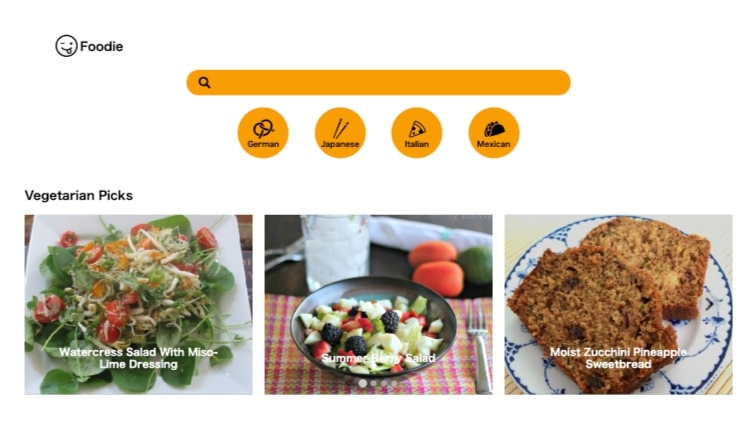 Foodie
German
Japanese
Italian
Mexican
Vegetarian Picks
Watercress Salad With Miso-
Lime Dressing
Summer Berry Salad
Moist Zucchini Pineapple
Sweetbread